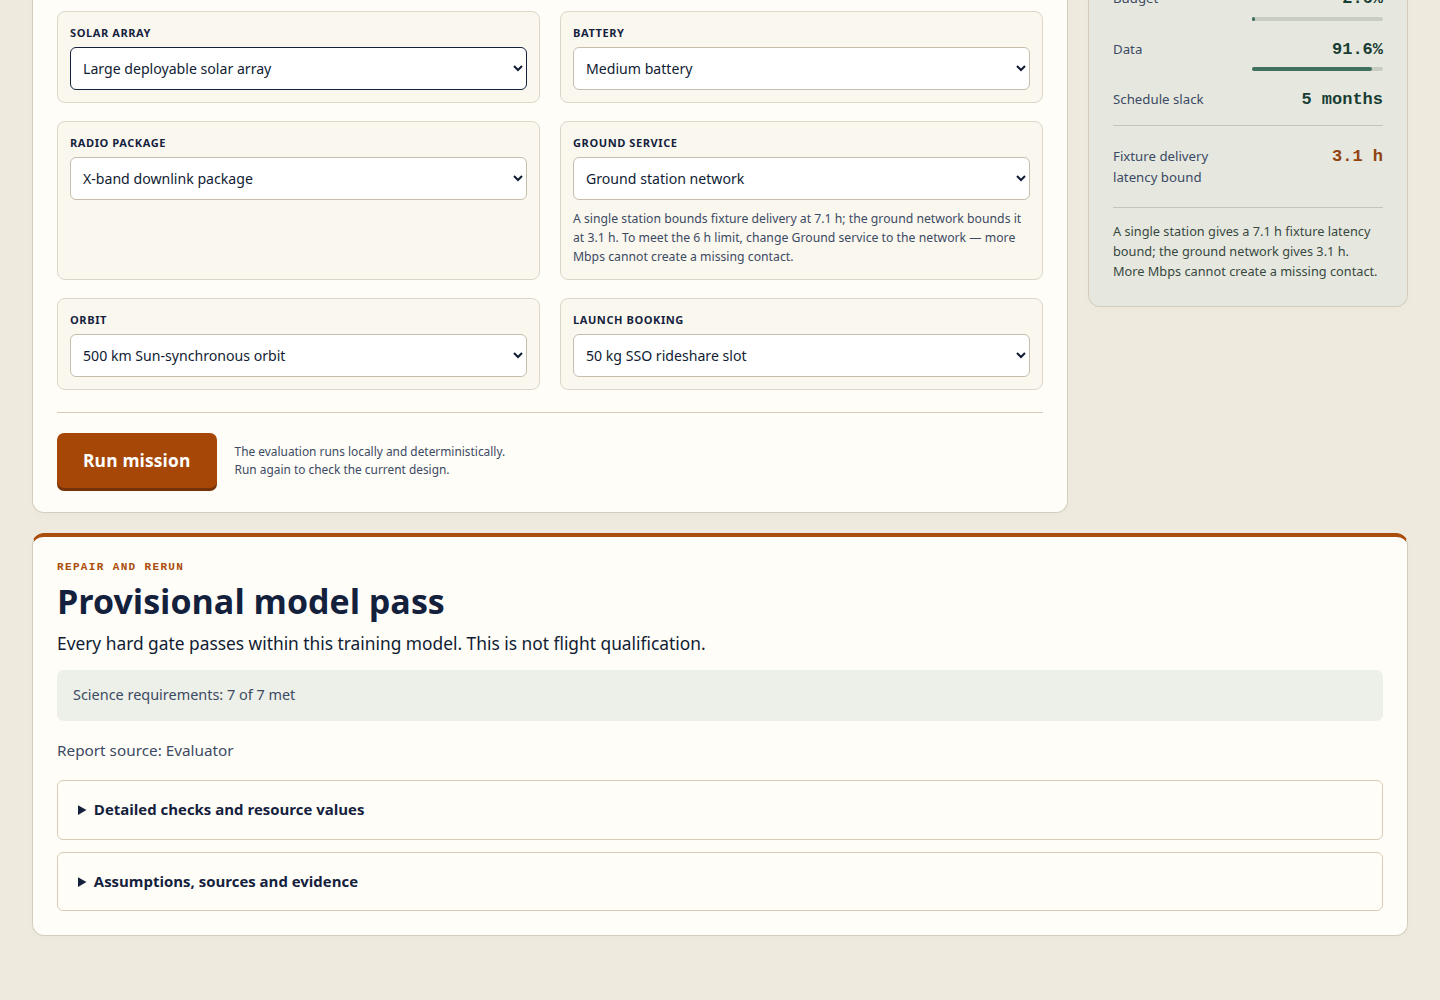 SOLAR ARRAY
Large deployable solar array
BATTERY
Medium battery
RADIO PACKAGE
X-band downlink package
GROUND SERVICE
Ground station network
A single station bounds fixture delivery at 7.1 h; the ground network bounds it
at 3.1 h. To meet the 6 h limit, change Ground service to the network — more
Mbps cannot create a missing contact.
ORBIT
500 km Sun-synchronous orbit
LAUNCH BOOKING
50 kg SSO rideshare slot
Run mission
The evaluation runs locally and deterministically.
Run again to check the current design.
Data
91.6%
Schedule slack
5 months
Fixture delivery
latency bound
3.1 h
A single station gives a 7.1 h fixture latency
bound; the ground network gives 3.1 h.
More Mbps cannot create a missing contact.
REPAIR AND RERUN
Provisional model pass
Every hard gate passes within this training model. This is not flight qualification.
Science requirements: 7 of 7 met
Report source: Evaluator
Detailed checks and resource values
Assumptions, sources and evidence